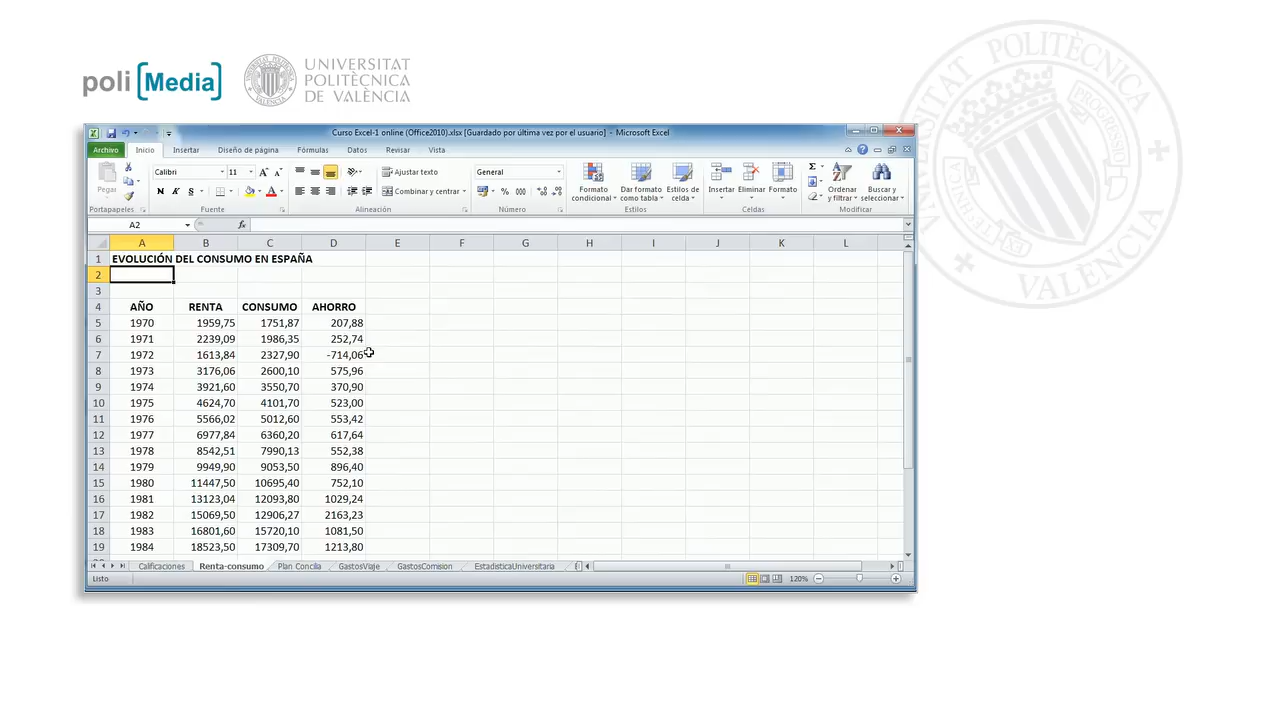 poli [Media]
UNIVERSITAT
POLITÈCNICA
DE VALÈNCIA
UNIVERSITAT POLITÈCNICA
DE VALÈNCIA
PROGRESSIO
Curso Excel-1 online (Office2010).xlsx [Guardado por última vez por el usuario] - Microsoft Excel
Archivo Inicio Insertar Diseño de página Fórmulas Datos Revisar Vista
Calibri 11 Ajustar texto General
Pegar N K S A Combinar y centrar % 000
Formato condicional Dar formato como tabla Estilos de celda Insertar Eliminar Formato Ordenar y filtrar Buscar y seleccionar
Portapapeles Fuente Alineación Número Estilos Celdas Modificar
A2 fx
A B C D E F G H I J K L
1 EVOLUCIÓN DEL CONSUMO EN ESPAÑA
2
3
4 AÑO RENTA CONSUMO AHORRO
5 1970 1959,75 1751,87 207,88
6 1971 2239,09 1986,35 252,74
7 1972 1613,84 2327,90 -714,06
8 1973 3176,06 2600,10 575,96
9 1974 3921,60 3550,70 370,90
10 1975 4624,70 4101,70 523,00
11 1976 5566,02 5012,60 553,42
12 1977 6977,84 6360,20 617,64
13 1978 8542,51 7990,13 552,38
14 1979 9949,90 9053,50 896,40
15 1980 11447,50 10695,40 752,10
16 1981 13123,04 12093,80 1029,24
17 1982 15069,50 12906,27 2163,23
18 1983 16801,60 15720,10 1081,50
19 1984 18523,50 17309,70 1213,80
Calificaciones Renta-consumo Plan Concilia GastosViaje GastosComision EstadisticaUniversitaria
Listo 120%